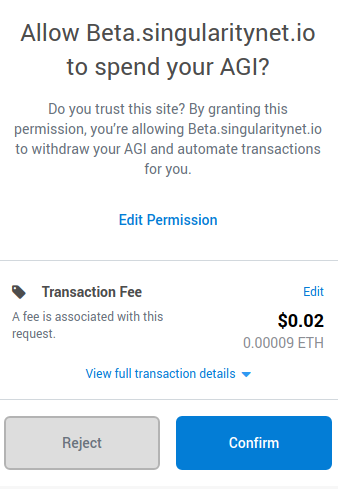 Allow Beta.singularitynet.io
to spend your AGI?
Do you trust this site? By granting this
permission, you're allowing Beta.singularitynet.io
to withdraw your AGI and automate transactions
for you.
Edit Permission
Transaction Fee
Edit
A fee is associated with this
request.
$0.02
0.00009 ETH
View full transaction details
Reject
Confirm